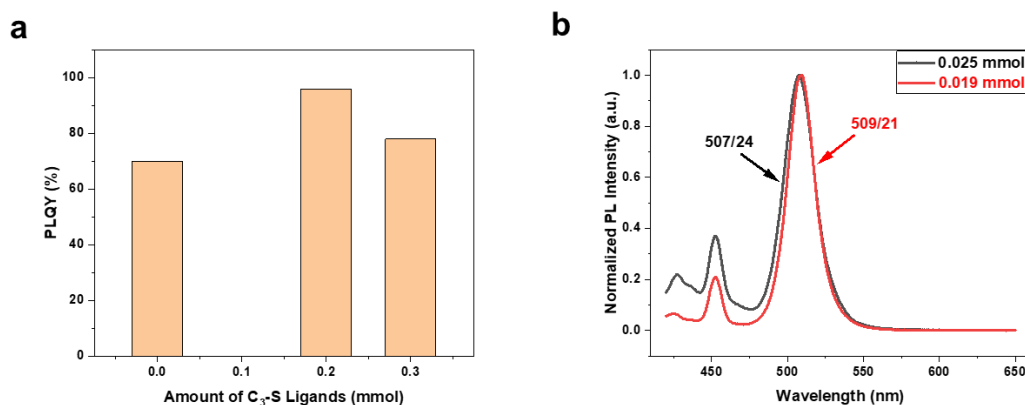 a
PLQY (%)
100
80
60
40
20
0
0.0
0.1
0.2
0.3
Amount of C₃-S Ligands (mmol)
b
Normalized PL Intensity (a.u.)
1.0
0.8
0.6
0.4
0.2
0.0
0.025 mmol
0.019 mmol
507/24
509/21
450
500
550
600
650
Wavelength (nm)